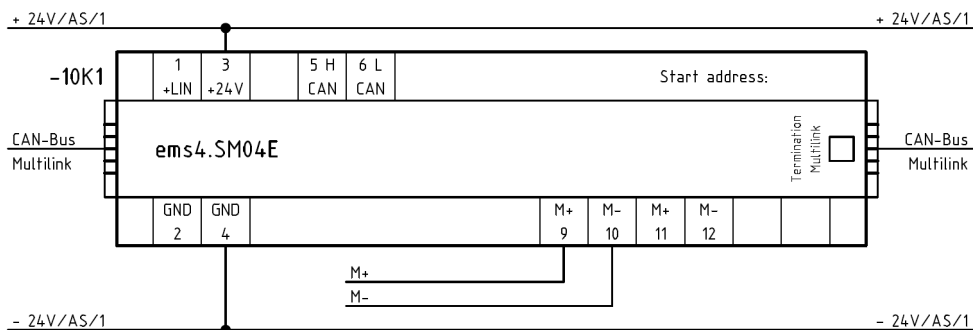 + 24V/AS/1 + 24V/AS/1
-10K1
1 3 5 H 6 L Start address:
+LIN +24V CAN CAN
CAN-Bus ems4.SM04E Termination CAN-Bus
Multilink Multilink Multilink
GND GND M+ M- M+ M-
2 4 9 10 11 12
M+
M-
- 24V/AS/1 - 24V/AS/1